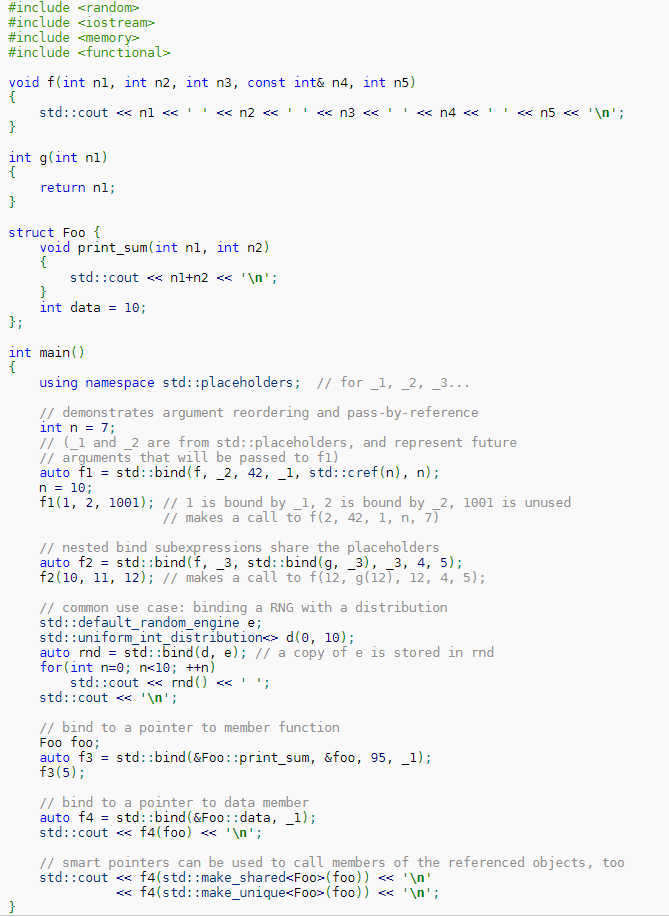 #include <random>
#include <iostream>
#include <memory>
#include <functional>

void f(int n1, int n2, int n3, const int& n4, int n5)
{
    std::cout << n1 << ' ' << n2 << ' ' << n3 << ' ' << n4 << ' ' << n5 << '\n';
}

int g(int n1)
{
    return n1;
}

struct Foo {
    void print_sum(int n1, int n2)
    {
        std::cout << n1+n2 << '\n';
    }
    int data = 10;
};

int main()
{
    using namespace std::placeholders;  // for _1, _2, _3...

    // demonstrates argument reordering and pass-by-reference
    int n = 7;
    // (_1 and _2 are from std::placeholders, and represent future
    // arguments that will be passed to f1)
    auto f1 = std::bind(f, _2, 42, _1, std::cref(n), n);
    n = 10;
    f1(1, 2, 1001); // 1 is bound by _1, 2 is bound by _2, 1001 is unused
                    // makes a call to f(2, 42, 1, n, 7)

    // nested bind subexpressions share the placeholders
    auto f2 = std::bind(f, _3, std::bind(g, _3), _3, 4, 5);
    f2(10, 11, 12); // makes a call to f(12, g(12), 12, 4, 5);

    // common use case: binding a RNG with a distribution
    std::default_random_engine e;
    std::uniform_int_distribution<> d(0, 10);
    auto rnd = std::bind(d, e); // a copy of e is stored in rnd
    for(int n=0; n<10; ++n)
        std::cout << rnd() << ' ';
    std::cout << '\n';

    // bind to a pointer to member function
    Foo foo;
    auto f3 = std::bind(&Foo::print_sum, &foo, 95, _1);
    f3(5);

    // bind to a pointer to data member
    auto f4 = std::bind(&Foo::data, _1);
    std::cout << f4(foo) << '\n';

    // smart pointers can be used to call members of the referenced objects, too
    std::cout << f4(std::make_shared<Foo>(foo)) << '\n'
              << f4(std::make_unique<Foo>(foo)) << '\n';
}